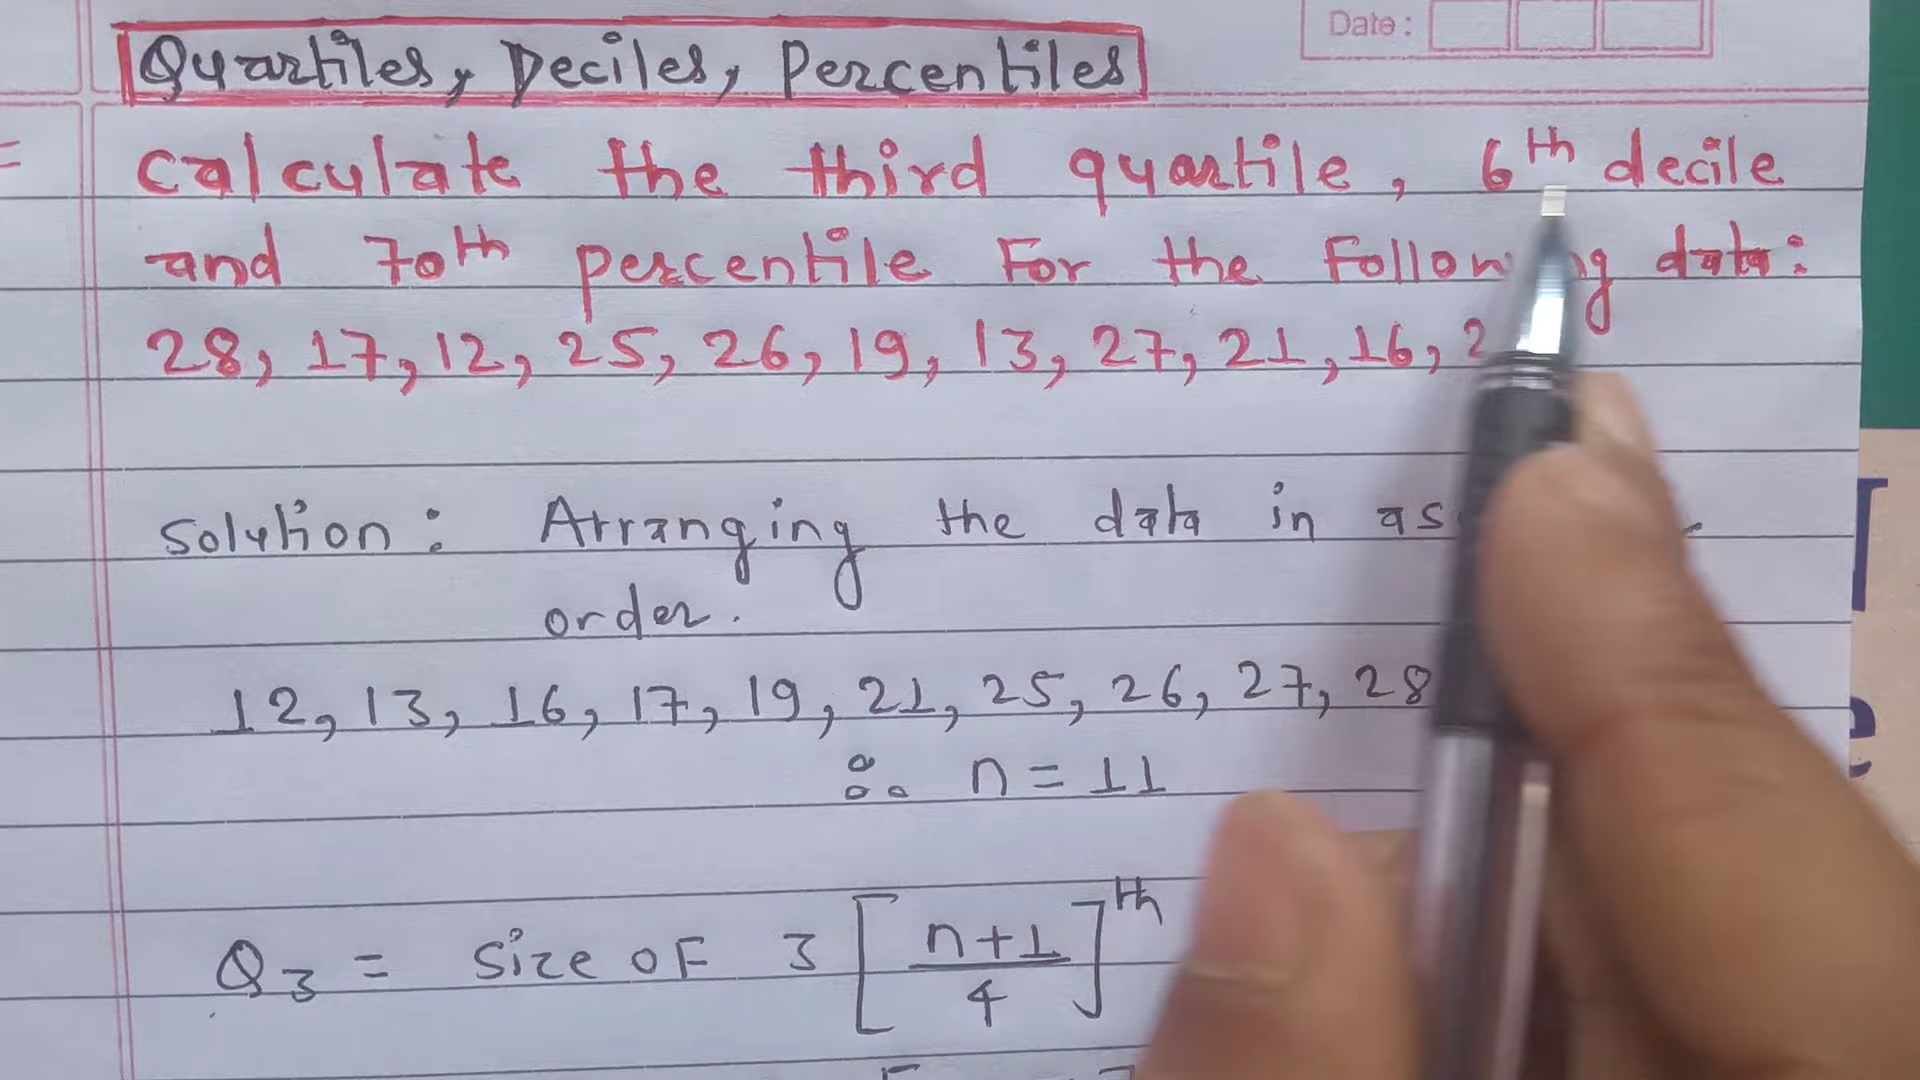 Date :
Quartiles, Deciles, Percentiles
Calculate the third quartile, 6th decile
and 70th percentile For the data:
28, 17, 12, 25, 26, 19, 13, 27, 21, 16,
Solution: Arranging the data in
order.
12, 13, 16, 17, 19, 21, 25, 26, 27, 28
∴ n = 11
Q3 = size of 3 [n+1/4]th